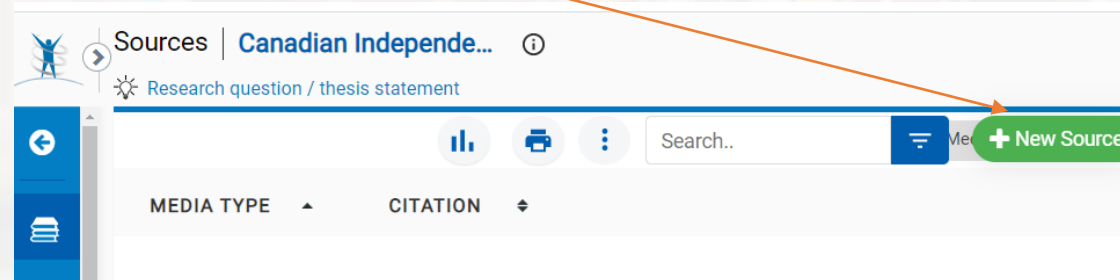 Sources | Canadian Independe...
Research question / thesis statement
Search..
+ New Source
MEDIA TYPE
CITATION